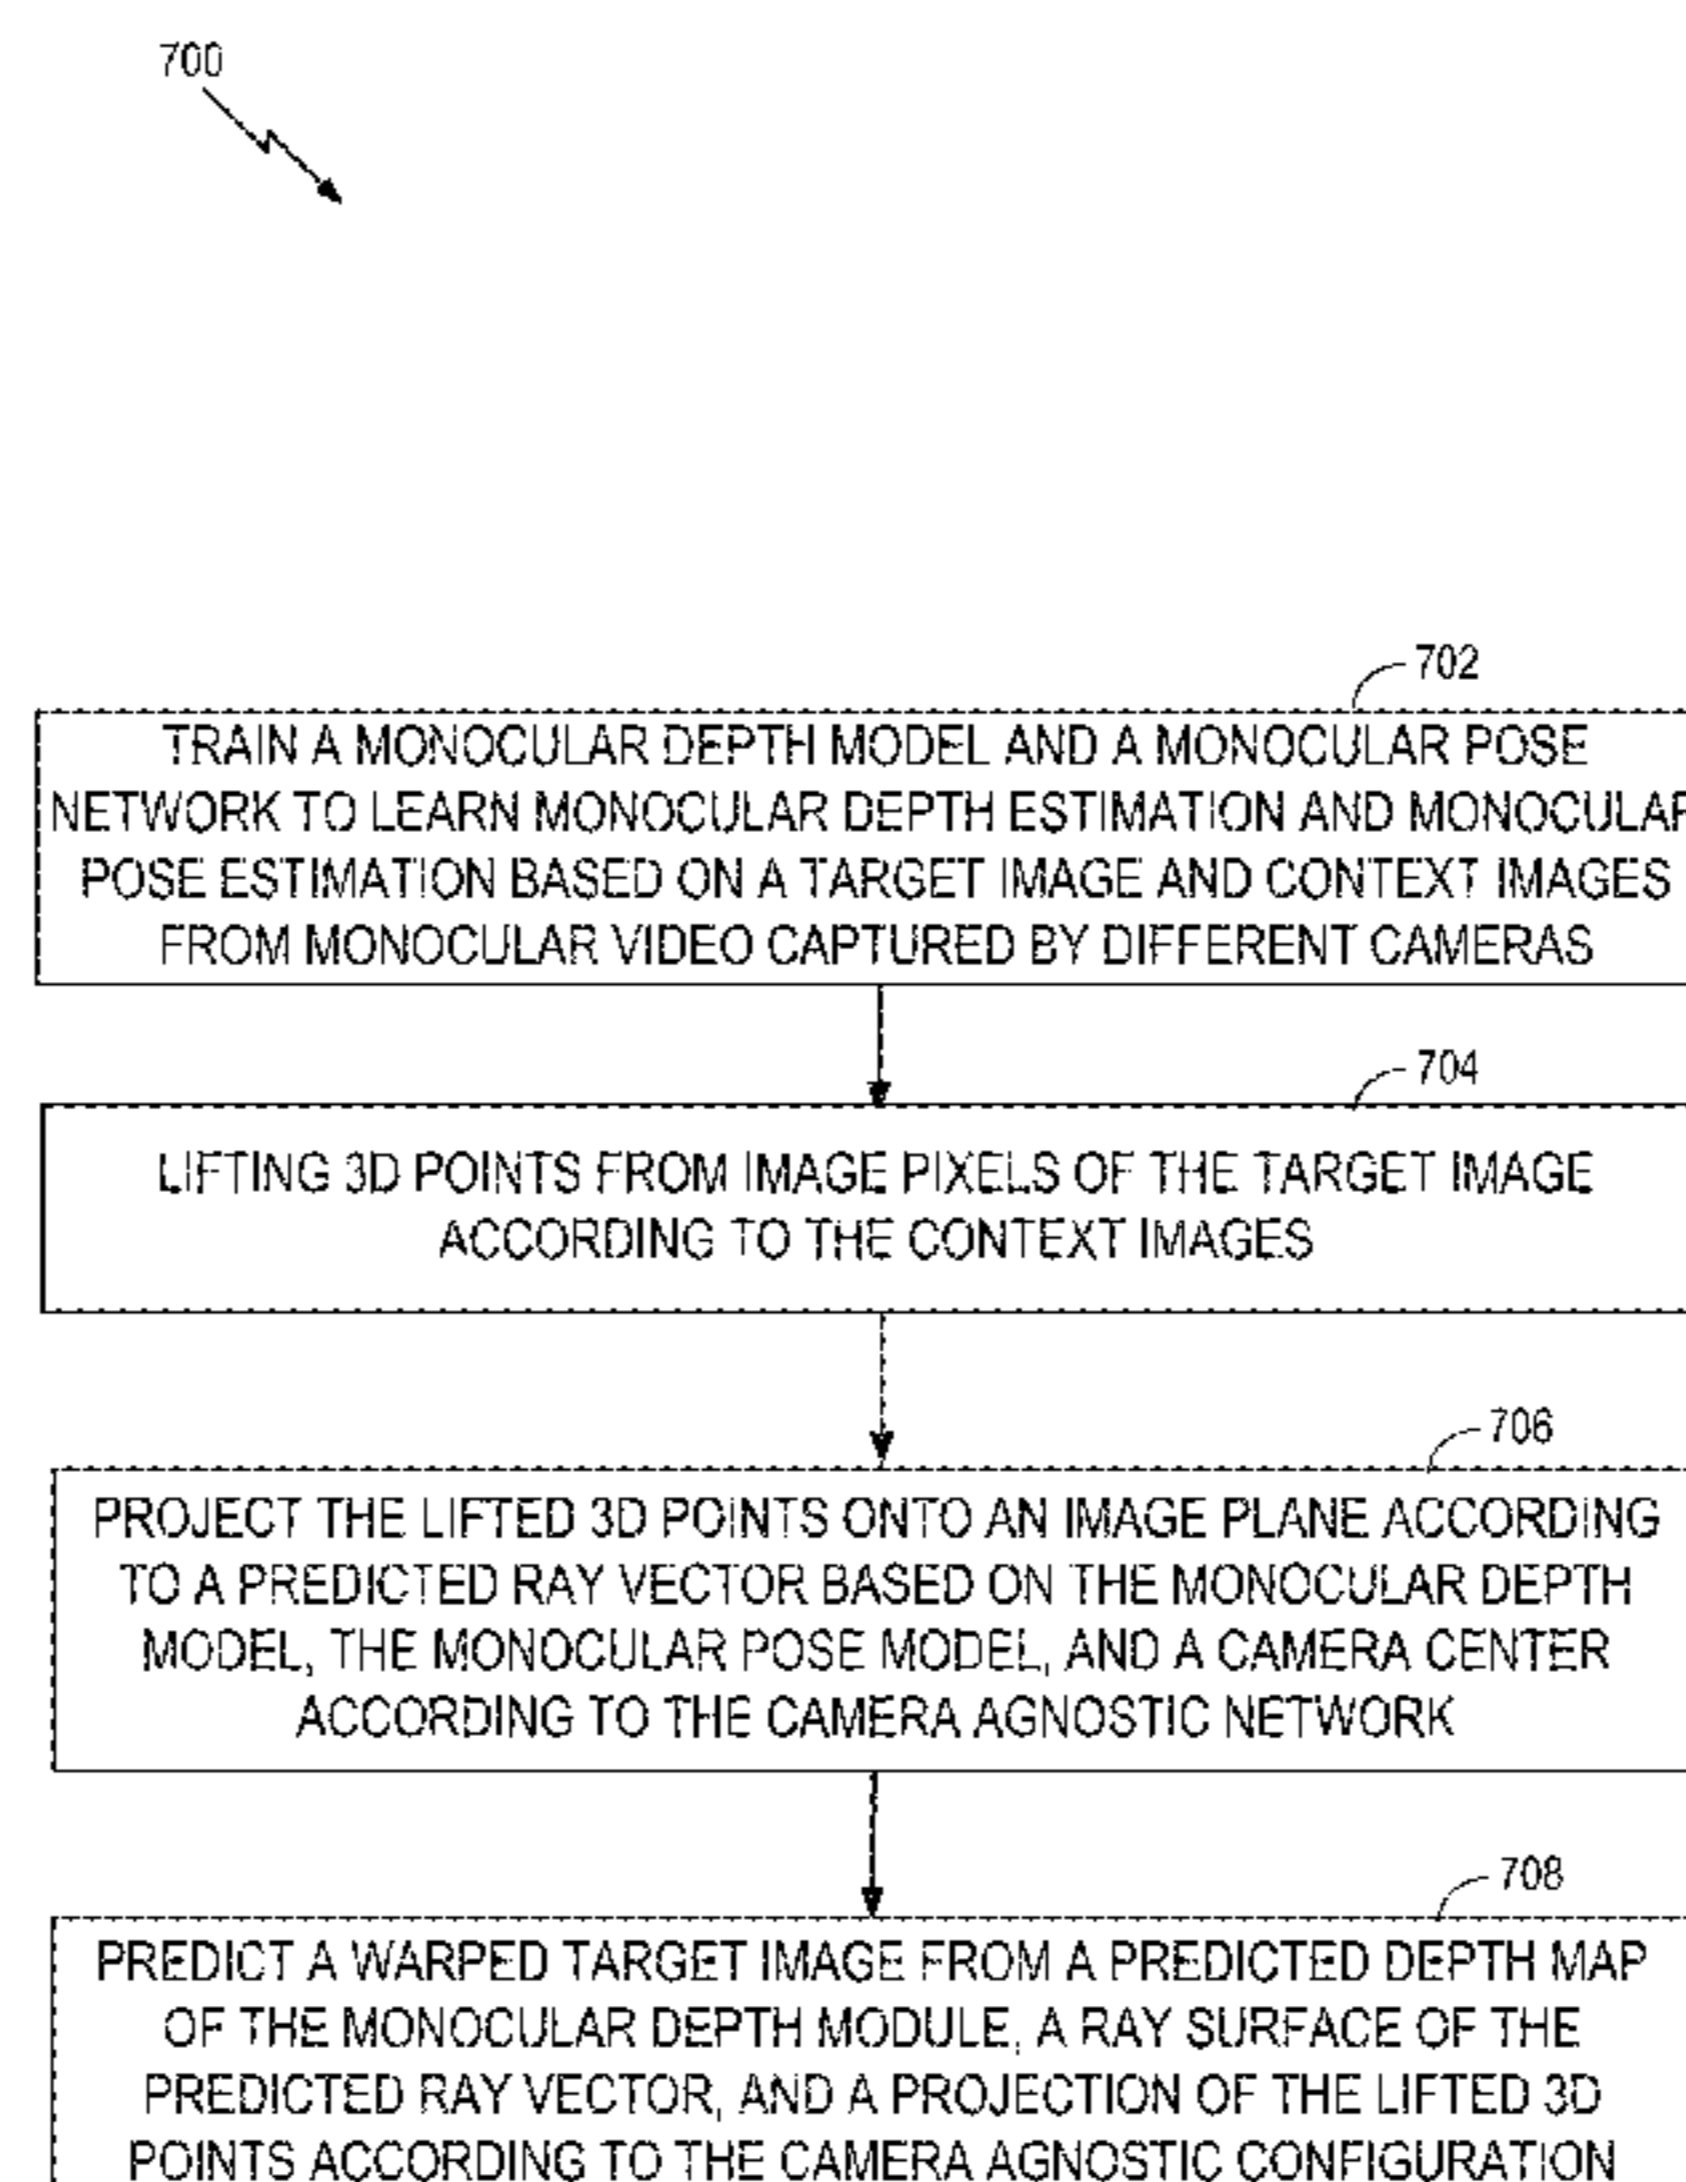 700
702
TRAIN A MONOCULAR DEPTH MODEL AND A MONOCULAR POSE
NETWORK TO LEARN MONOCULAR DEPTH ESTIMATION AND MONOCULAR
POSE ESTIMATION BASED ON A TARGET IMAGE AND CONTEXT IMAGES
FROM MONOCULAR VIDEO CAPTURED BY DIFFERENT CAMERAS
704
LIFTING 3D POINTS FROM IMAGE PIXELS OF THE TARGET IMAGE
ACCORDING TO THE CONTEXT IMAGES
706
PROJECT THE LIFTED 3D POINTS ONTO AN IMAGE PLANE ACCORDING
TO A PREDICTED RAY VECTOR BASED ON THE MONOCULAR DEPTH
MODEL, THE MONOCULAR POSE MODEL, AND A CAMERA CENTER
ACCORDING TO THE CAMERA AGNOSTIC NETWORK
708
PREDICT A WARPED TARGET IMAGE FROM A PREDICTED DEPTH MAP
OF THE MONOCULAR DEPTH MODULE, A RAY SURFACE OF THE
PREDICTED RAY VECTOR, AND A PROJECTION OF THE LIFTED 3D
POINTS ACCORDING TO THE CAMERA AGNOSTIC CONFIGURATION